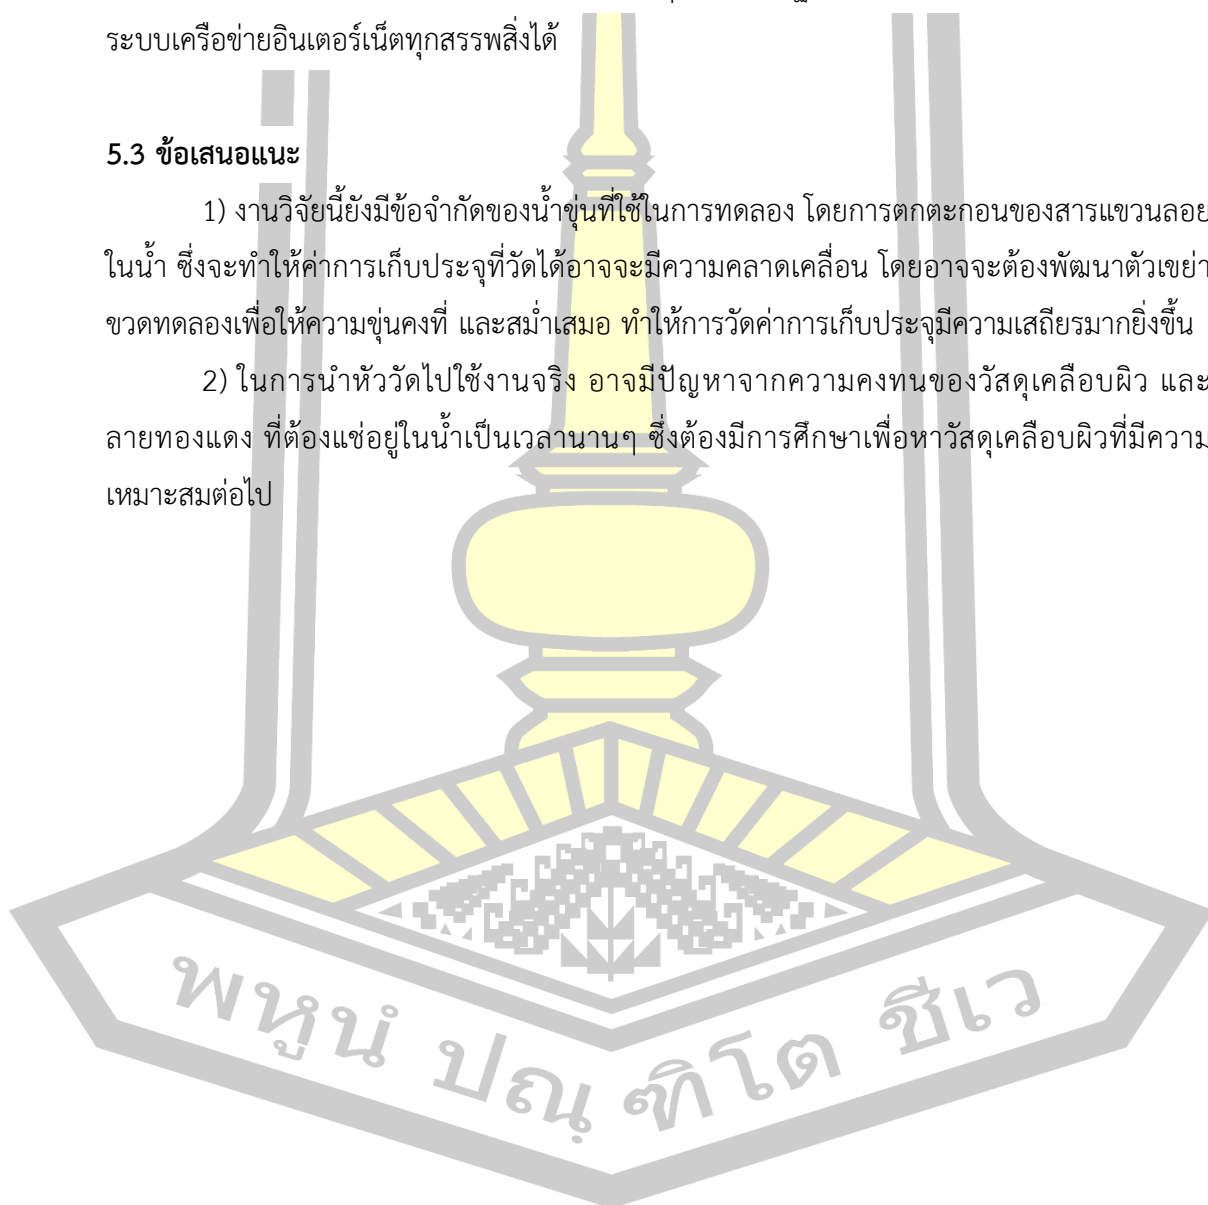 ระบบเครือข่ายอินเตอร์เน็ตทุกสรรพสิ่งได้
5.3 ข้อเสนอแนะ
1) งานวิจัยนี้ยังมีข้อจำกัดของน้ำขุ่นที่ใช้ในการทดลอง โดยการตกตะกอนของสารแขวนลอย
ในน้ำ ซึ่งจะทำให้ค่าการเก็บประจุที่วัดได้อาจจะมีความคลาดเคลื่อน โดยอาจจะต้องพัฒนาตัวเขย่า
ขวดทดลองเพื่อให้ความขุ่นคงที่ และสม่ำเสมอ ทำให้การวัดค่าการเก็บประจุมีความเสถียรมากยิ่งขึ้น
2) ในการนำหัววัดไปใช้งานจริง อาจมีปัญหาจากความคงทนของวัสดุเคลือบผิว และ
ลายทองแดง ที่ต้องแช่อยู่ในน้ำเป็นเวลานานๆ ซึ่งต้องมีการศึกษาเพื่อหาวัสดุเคลือบผิวที่มีความ
เหมาะสมต่อไป
พหูนํ ปณฺฑิโต ชีเว